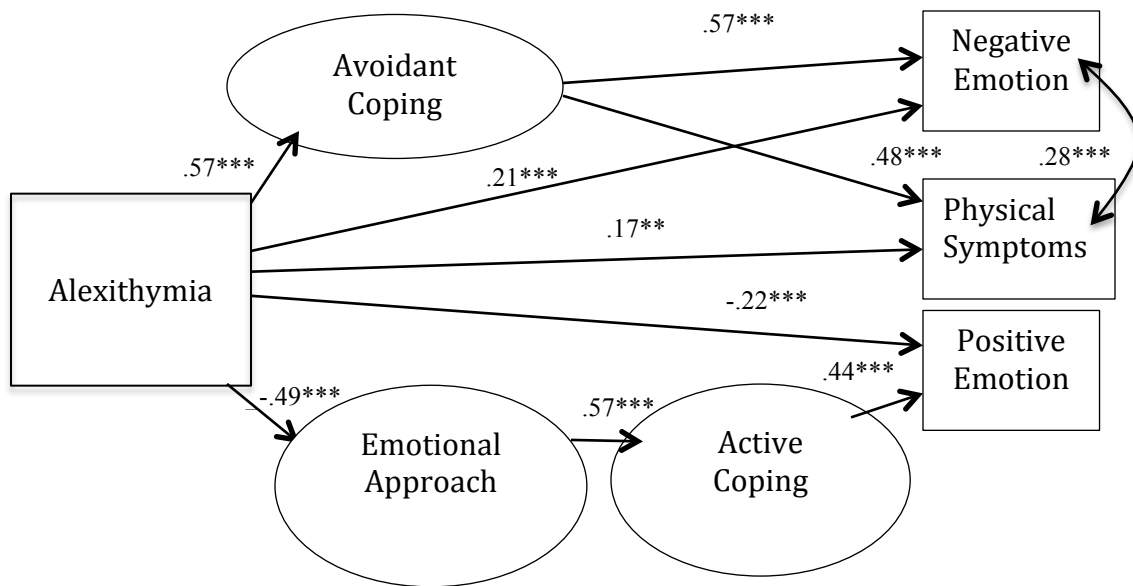 .57***
Negative
Emotion
Avoidant
Coping
.57***
.48***
.28***
.21***
Physical
Symptoms
.17**
Alexithymia
-.22***
Positive
Emotion
.44***
_-.49***
.57***
Emotional
Approach
Active
Coping